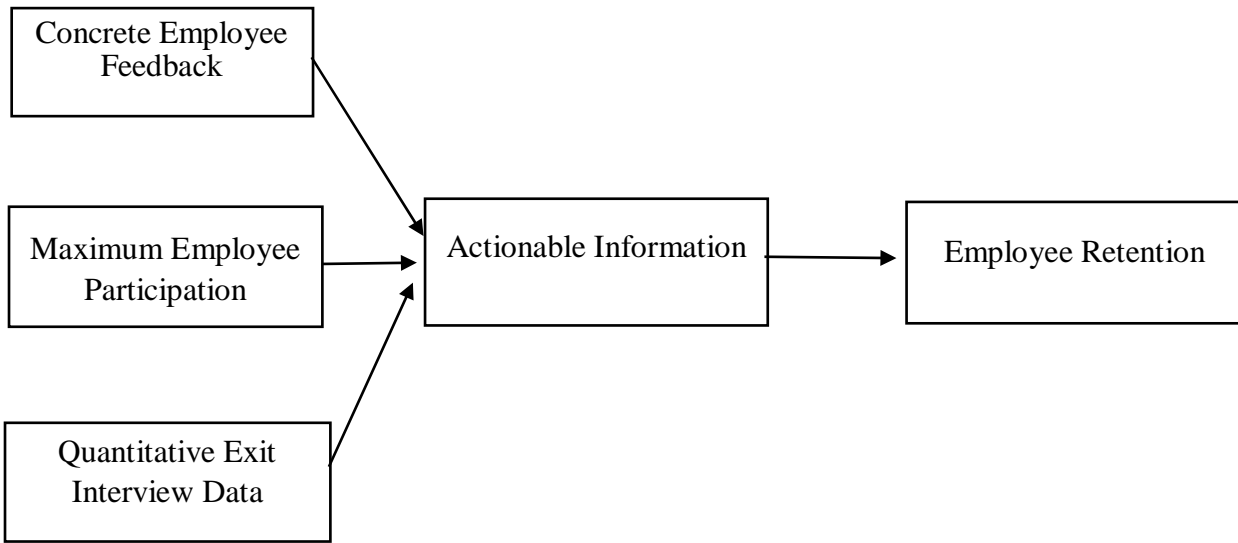 Concrete Employee
Feedback
Maximum Employee
Participation
Actionable Information
Employee Retention
Quantitative Exit
Interview Data